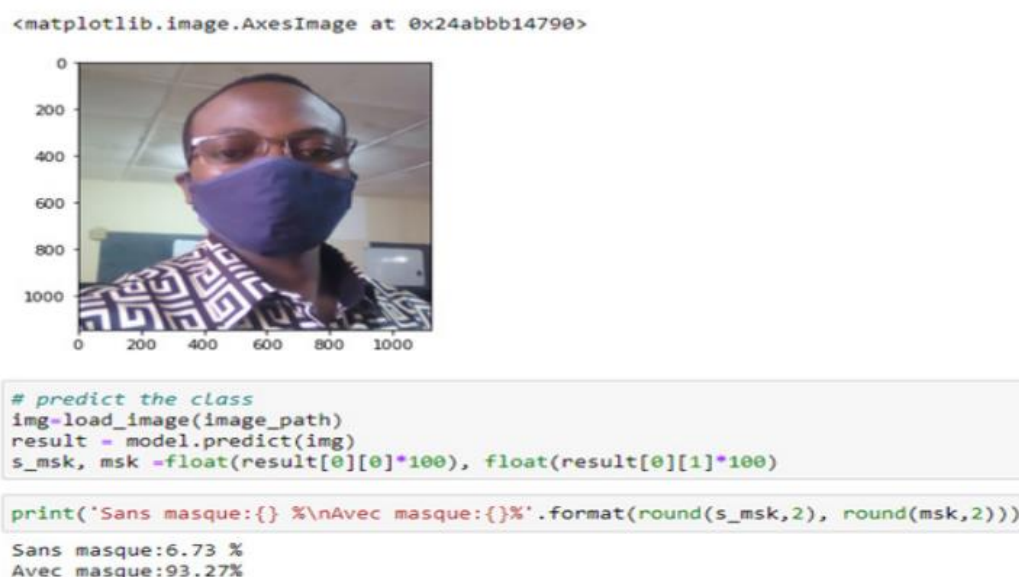 <matplotlib.image.AxesImage at 0x24abbb14790>
0
200
400
600
800
1000
0 200 400 600 800 1000
# predict the class
img=load_image(image_path)
result = model.predict(img)
s_msk, msk =float(result[0][0]*100), float(result[0][1]*100)
print('Sans masque:{} %\nAvec masque:{}%'.format(round(s_msk,2), round(msk,2)))
Sans masque:6.73 %
Avec masque:93.27%